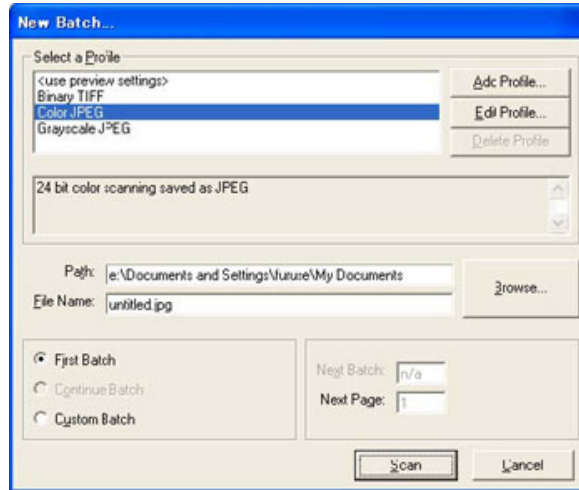 New Batch...
Select a Profile
<use preview settings>
Binary TIFF
Color JPEG
Grayscale JPEG
Add Profile...
Edit Profile...
Delete Profile
24 bit color scanning saved as JPEG
Path: e:\Documents and Settings\furuse\My Documents
File Name: untitled.jpg
Browse...
First Batch
Continue Batch
Custom Batch
Next Batch: n/a
Next Page: 1
Scan
Cancel